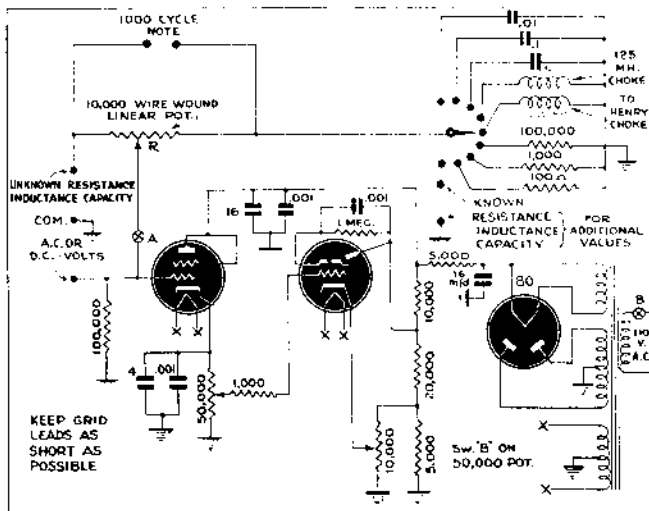 1000 CYCLE
NOTE
10,000 WIRE WOUND
LINEAR POT.
R
UNKNOWN RESISTANCE
INDUCTANCE CAPACITY
COM.
A.C. OR
D.C. VOLTS
A
100,000
16
.001
.001
1 MEG.
.01
.1
125
M.H.
CHOKE
TO
HENRY
CHOKE
100,000
1,000
100Ω
KNOWN
RESISTANCE
INDUCTANCE
CAPACITY
FOR
ADDITIONAL
VALUES
5,000
16
mfd
80
10,000
20,000
B
V.
A.C.
4
.001
50,000
1,000
10,000
5,000
X X
X X
X
X
KEEP GRID
LEADS AS
SHORT AS
POSSIBLE
SW. "B" ON
50,000 POT.